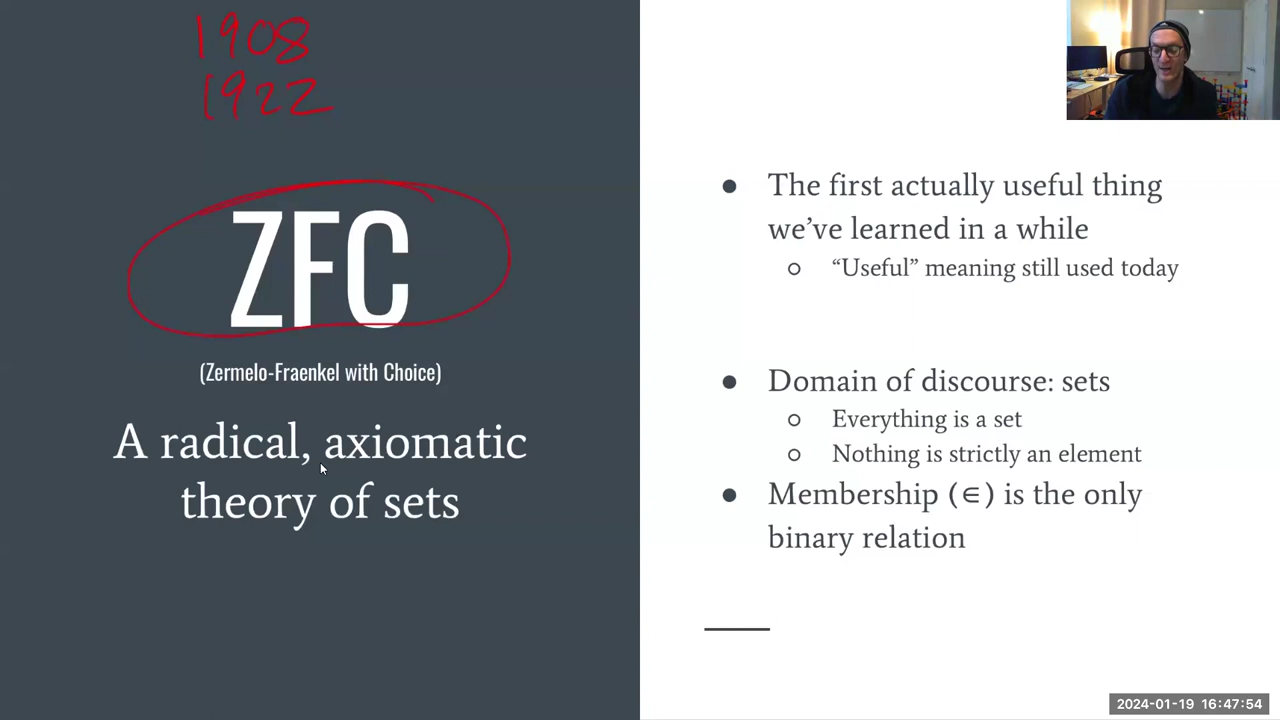 1908
1922
ZFC
(Zermelo-Fraenkel with Choice)
A radical, axiomatic
theory of sets
● The first actually useful thing
we’ve learned in a while
○ “Useful” meaning still used today
● Domain of discourse: sets
○ Everything is a set
○ Nothing is strictly an element
● Membership (∈) is the only
binary relation
2024-01-19 16:47:54